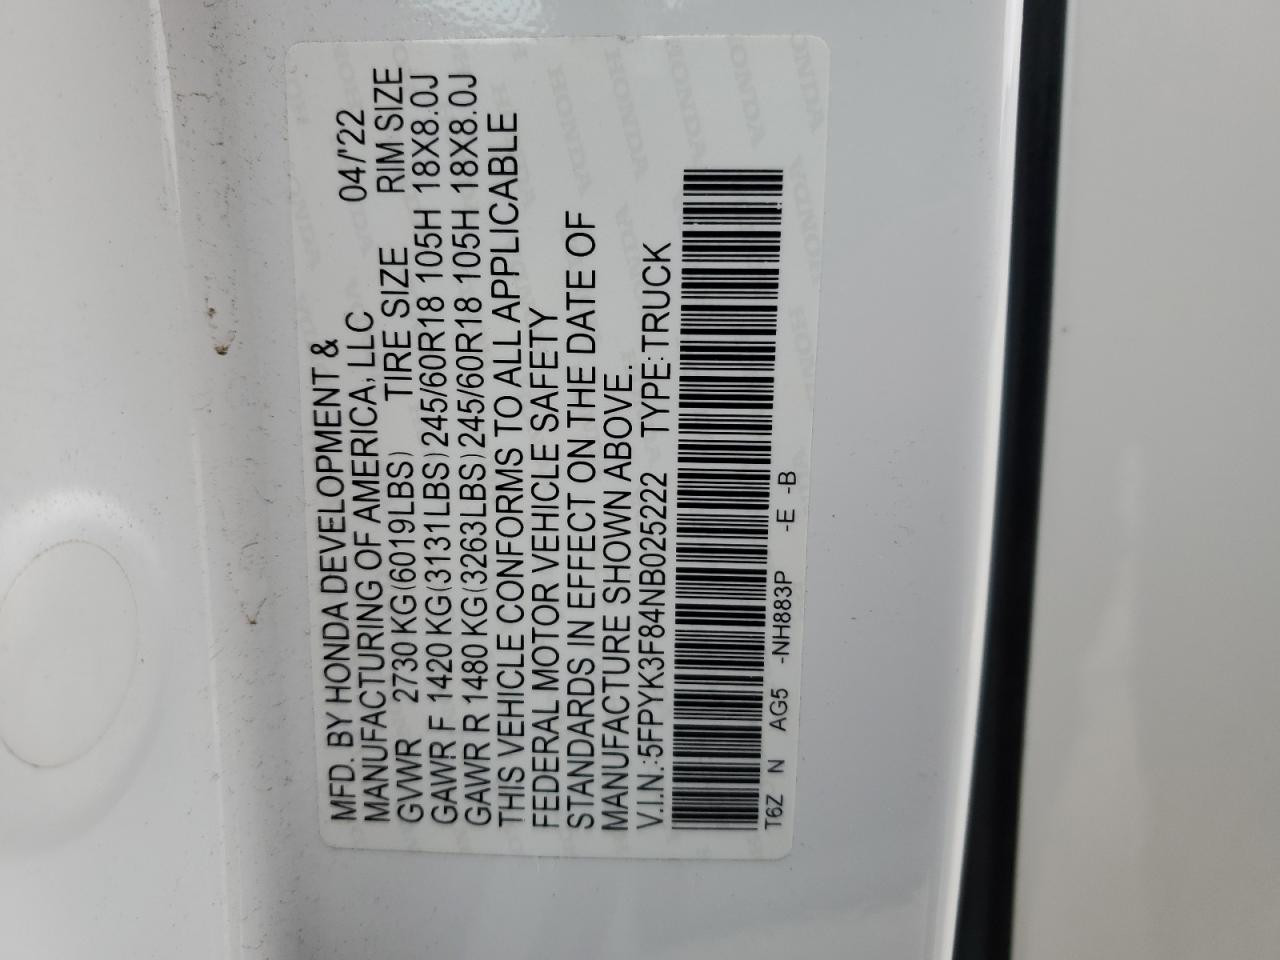 MFD. BY HONDA DEVELOPMENT &
MANUFACTURING OF AMERICA, LLC 04/'22
GVWR 2730 KG(6019LBS) TIRE SIZE RIM SIZE
GAWR F 1420 KG(3131LBS) 245/60R18 105H 18X8.0J
GAWR R 1480 KG(3263LBS) 245/60R18 105H 18X8.0J
THIS VEHICLE CONFORMS TO ALL APPLICABLE
FEDERAL MOTOR VEHICLE SAFETY
STANDARDS IN EFFECT ON THE DATE OF
MANUFACTURE SHOWN ABOVE.
V.I.N.:5FPYK3F84NB025222 TYPE:TRUCK
T6Z N AG5 -NH883P -E -B